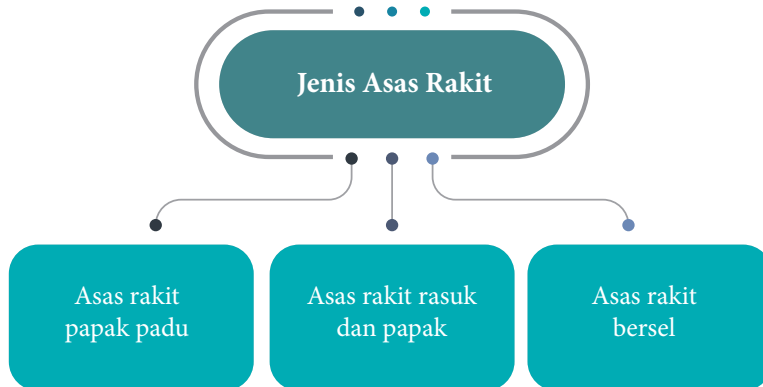 Jenis Asas Rakit
Asas rakit
papak padu
Asas rakit rasuk
dan papak
Asas rakit
bersel